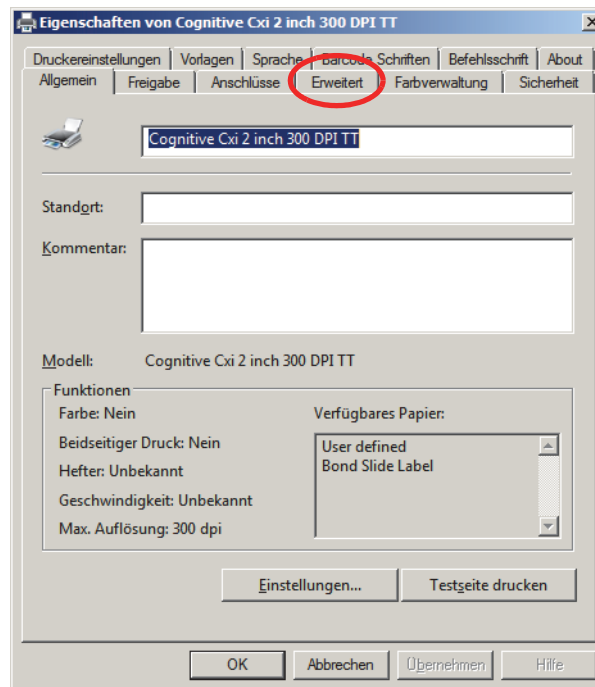 Eigenschaften von Cognitive Cxi 2 inch 300 DPI TT
Druckereinstellungen Vorlagen Sprache Barcode Schriften Befehlsschrift About
Allgemein Freigabe Anschlüsse Erweitert Farbverwaltung Sicherheit
Cognitive Cxi 2 inch 300 DPI TT
Standort:
Kommentar:
Modell: Cognitive Cxi 2 inch 300 DPI TT
Funktionen
Farbe: Nein Verfügbares Papier:
Beidseitiger Druck: Nein User defined
Hefter: Unbekannt Bond Slide Label
Geschwindigkeit: Unbekannt
Max. Auflösung: 300 dpi
Einstellungen... Testseite drucken
OK Abbrechen Übernehmen Hilfe